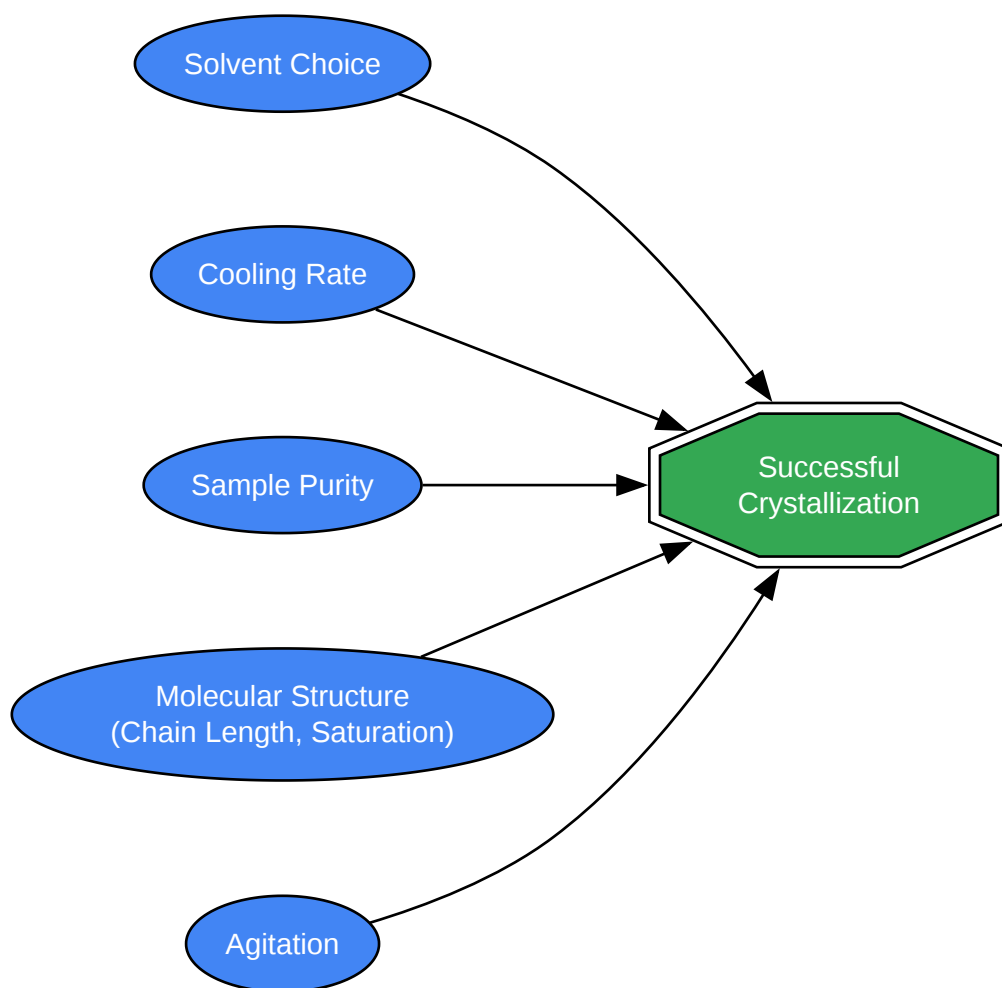 Solvent Choice
Cooling Rate
Sample Purity
Successful
Crystallization
Molecular Structure
(Chain Length, Saturation)
Agitation